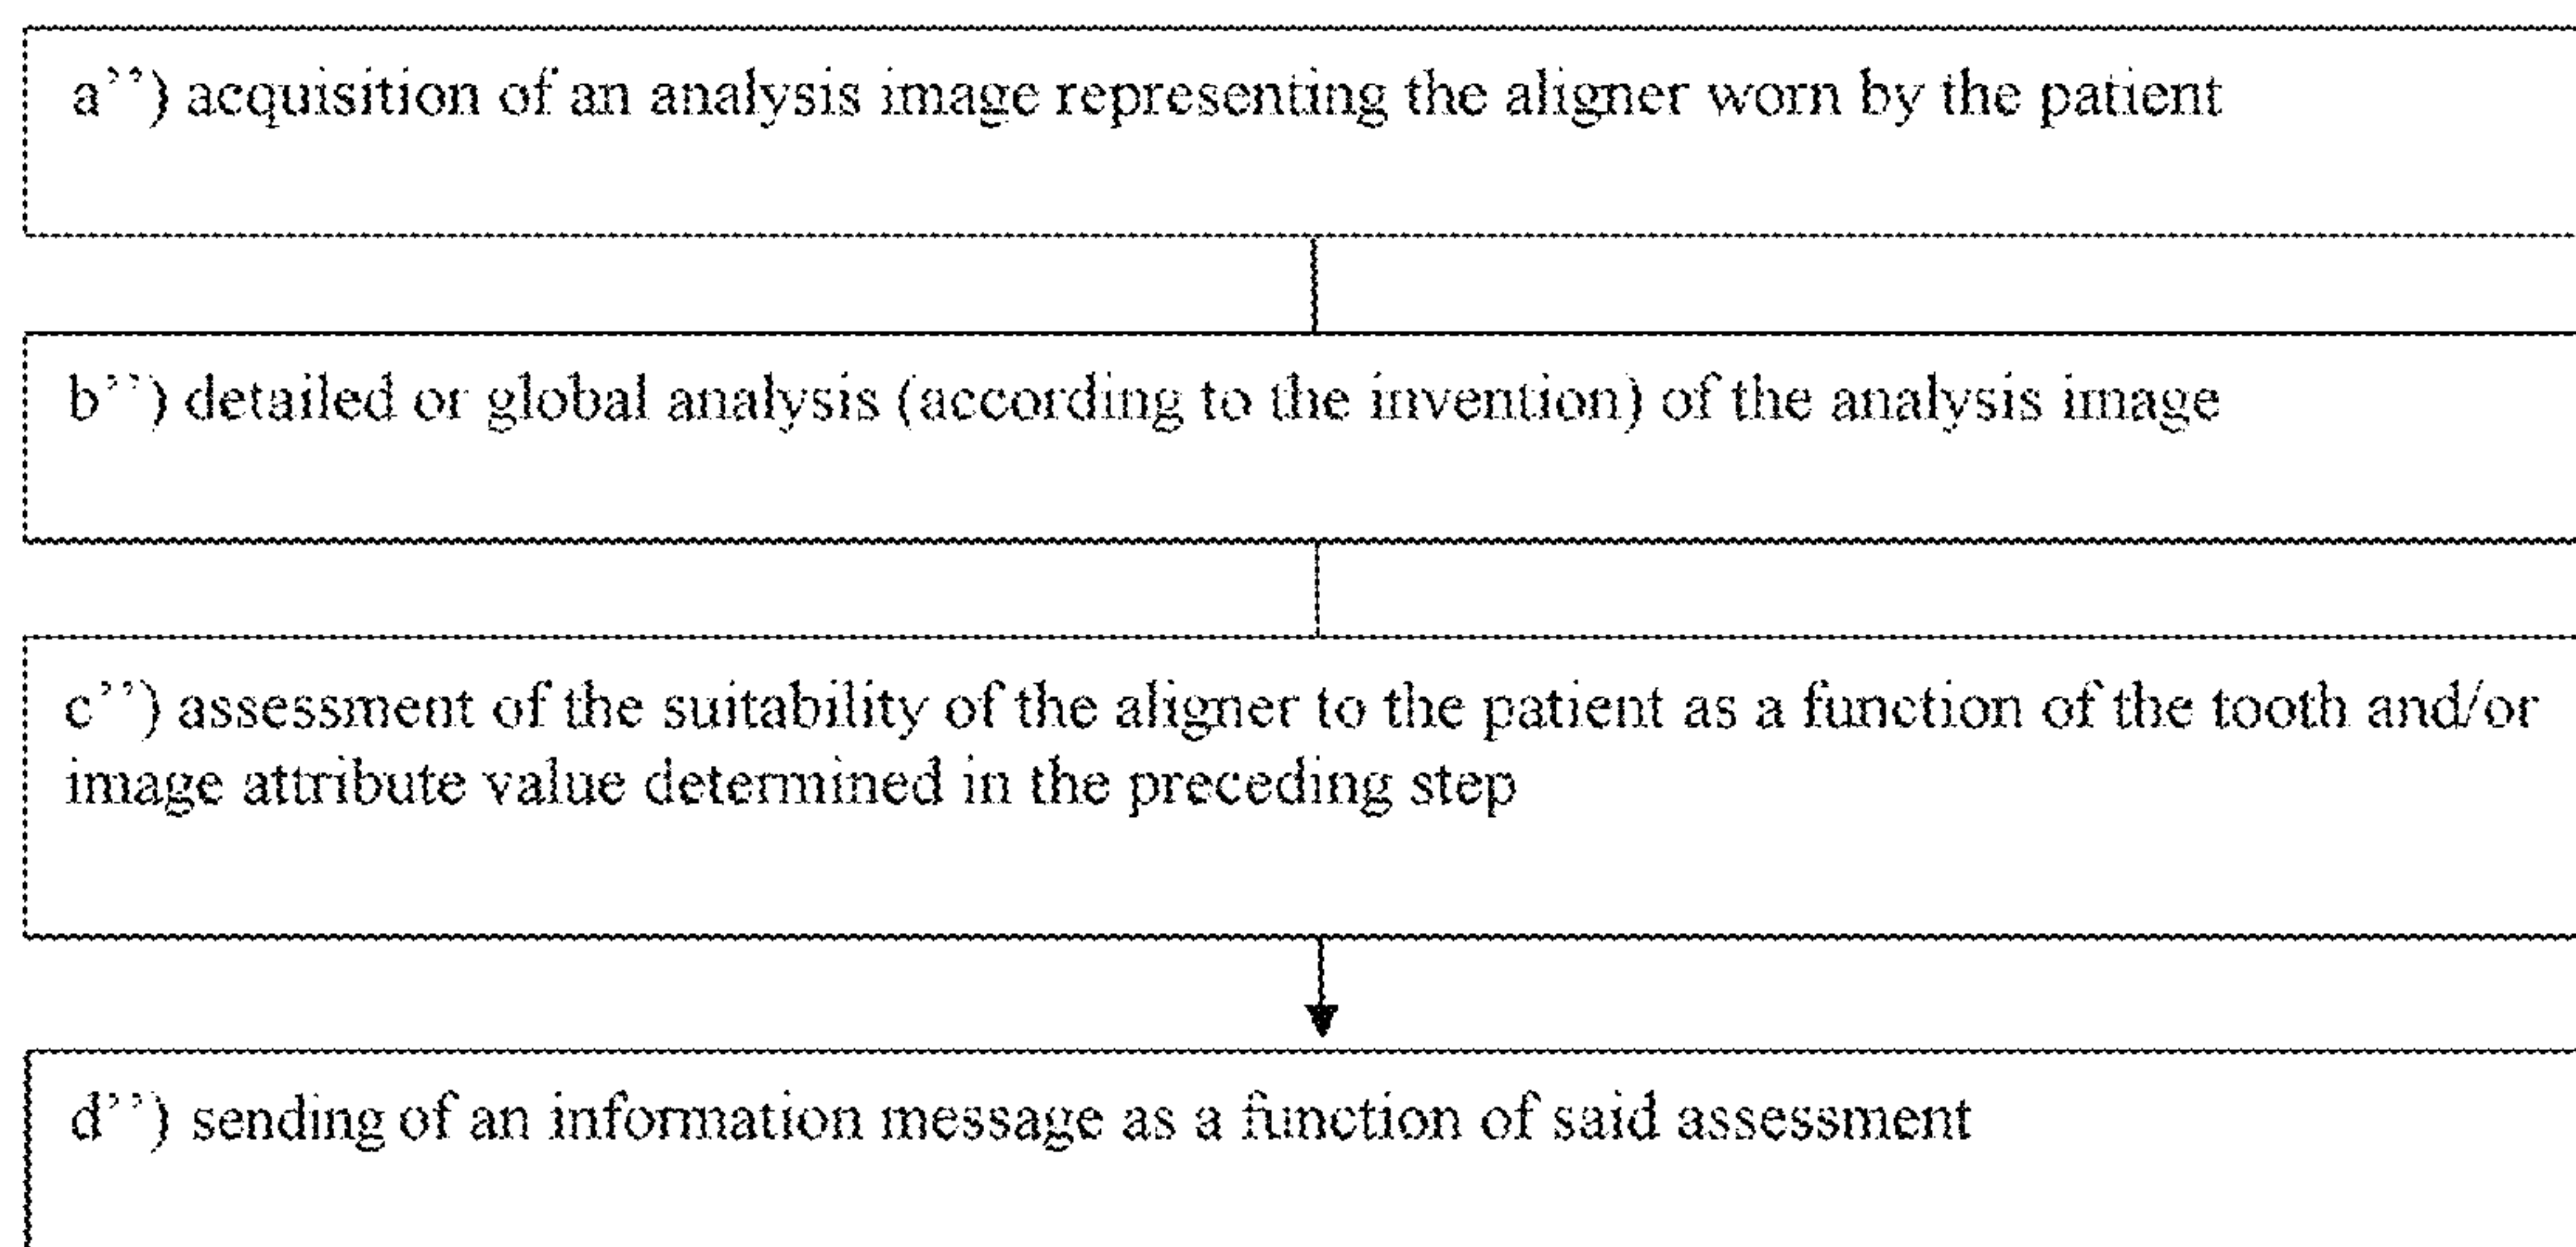 a’’) acquisition of an analysis image representing the aligner worn by the patient
b’’) detailed or global analysis (according to the invention) of the analysis image
c’’) assessment of the suitability of the aligner to the patient as a function of the tooth and/or
image attribute value determined in the preceding step
d’’) sending of an information message as a function of said assessment